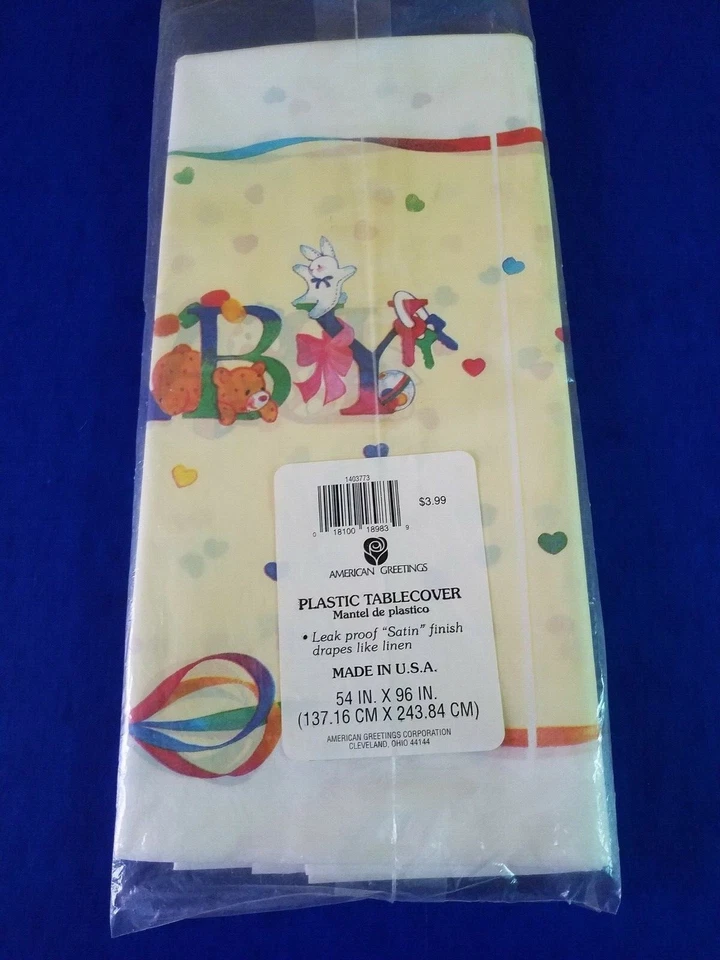 BY
1403773
$3.99
0 18100 18983 9
AMERICAN GREETINGS
PLASTIC TABLECOVER
Mantel de plastico
• Leak proof "Satin" finish
drapes like linen
MADE IN U.S.A.
54 IN. X 96 IN.
(137.16 CM X 243.84 CM)
AMERICAN GREETINGS CORPORATION
CLEVELAND, OHIO 44144